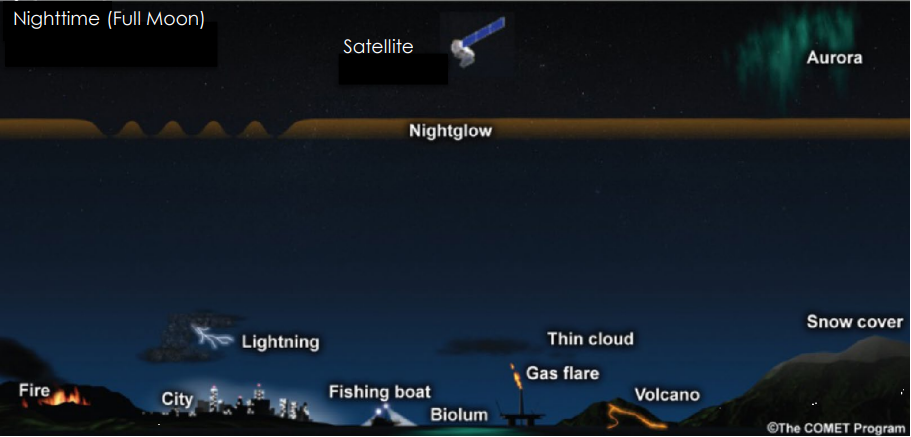 Nighttime (Full Moon)
Satellite
Aurora
Nightglow
Snow cover
Lightning
Thin cloud
Gas flare
Fire
City
Fishing boat
Volcano
Biolum
©The COMET Program